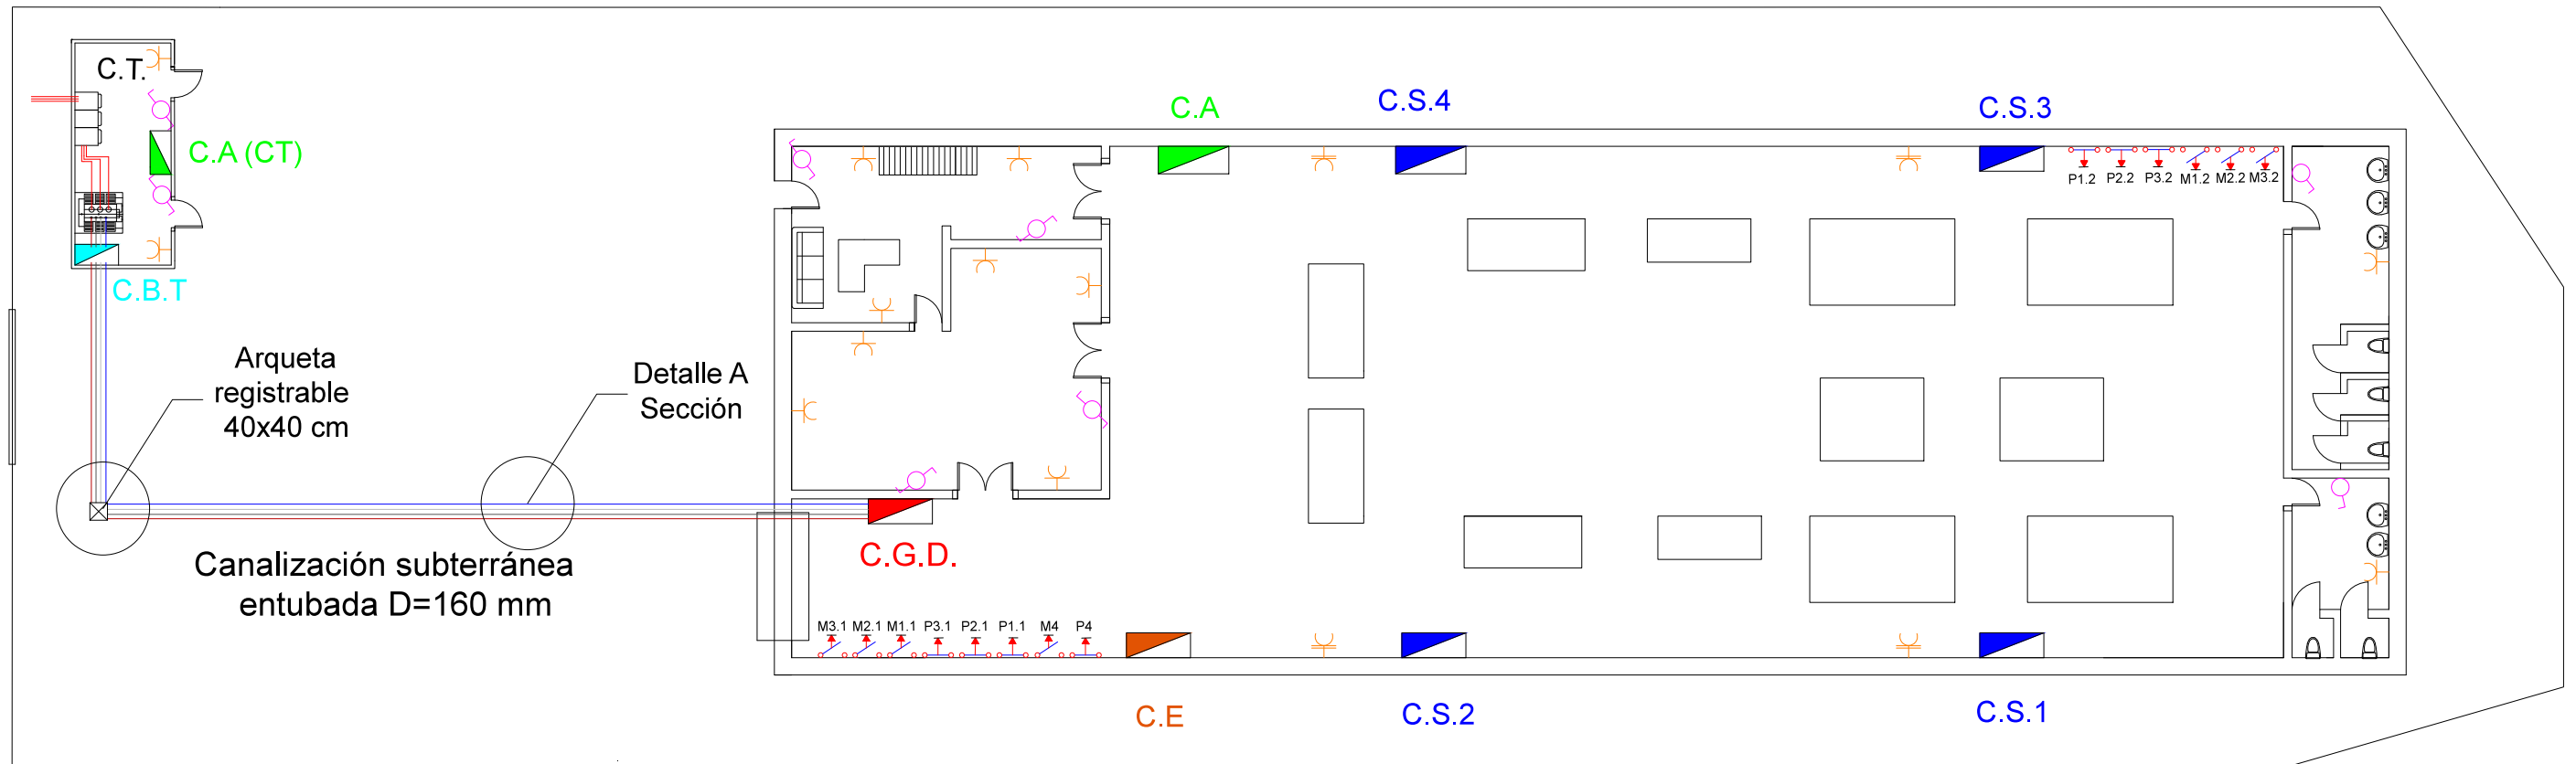 C.T.
C.A (CT)
C.B.T
Arqueta
registrable
40x40 cm
Detalle A
Sección
Canalización subterránea
entubada D=160 mm
C.A
C.S.4
C.S.3
P1.2 P2.2 P3.2 M1.2 M2.2 M3.2
C.G.D.
M3.1 M2.1 M1.1 P3.1 P2.1 P1.1 M4 P4
C.E
C.S.2
C.S.1